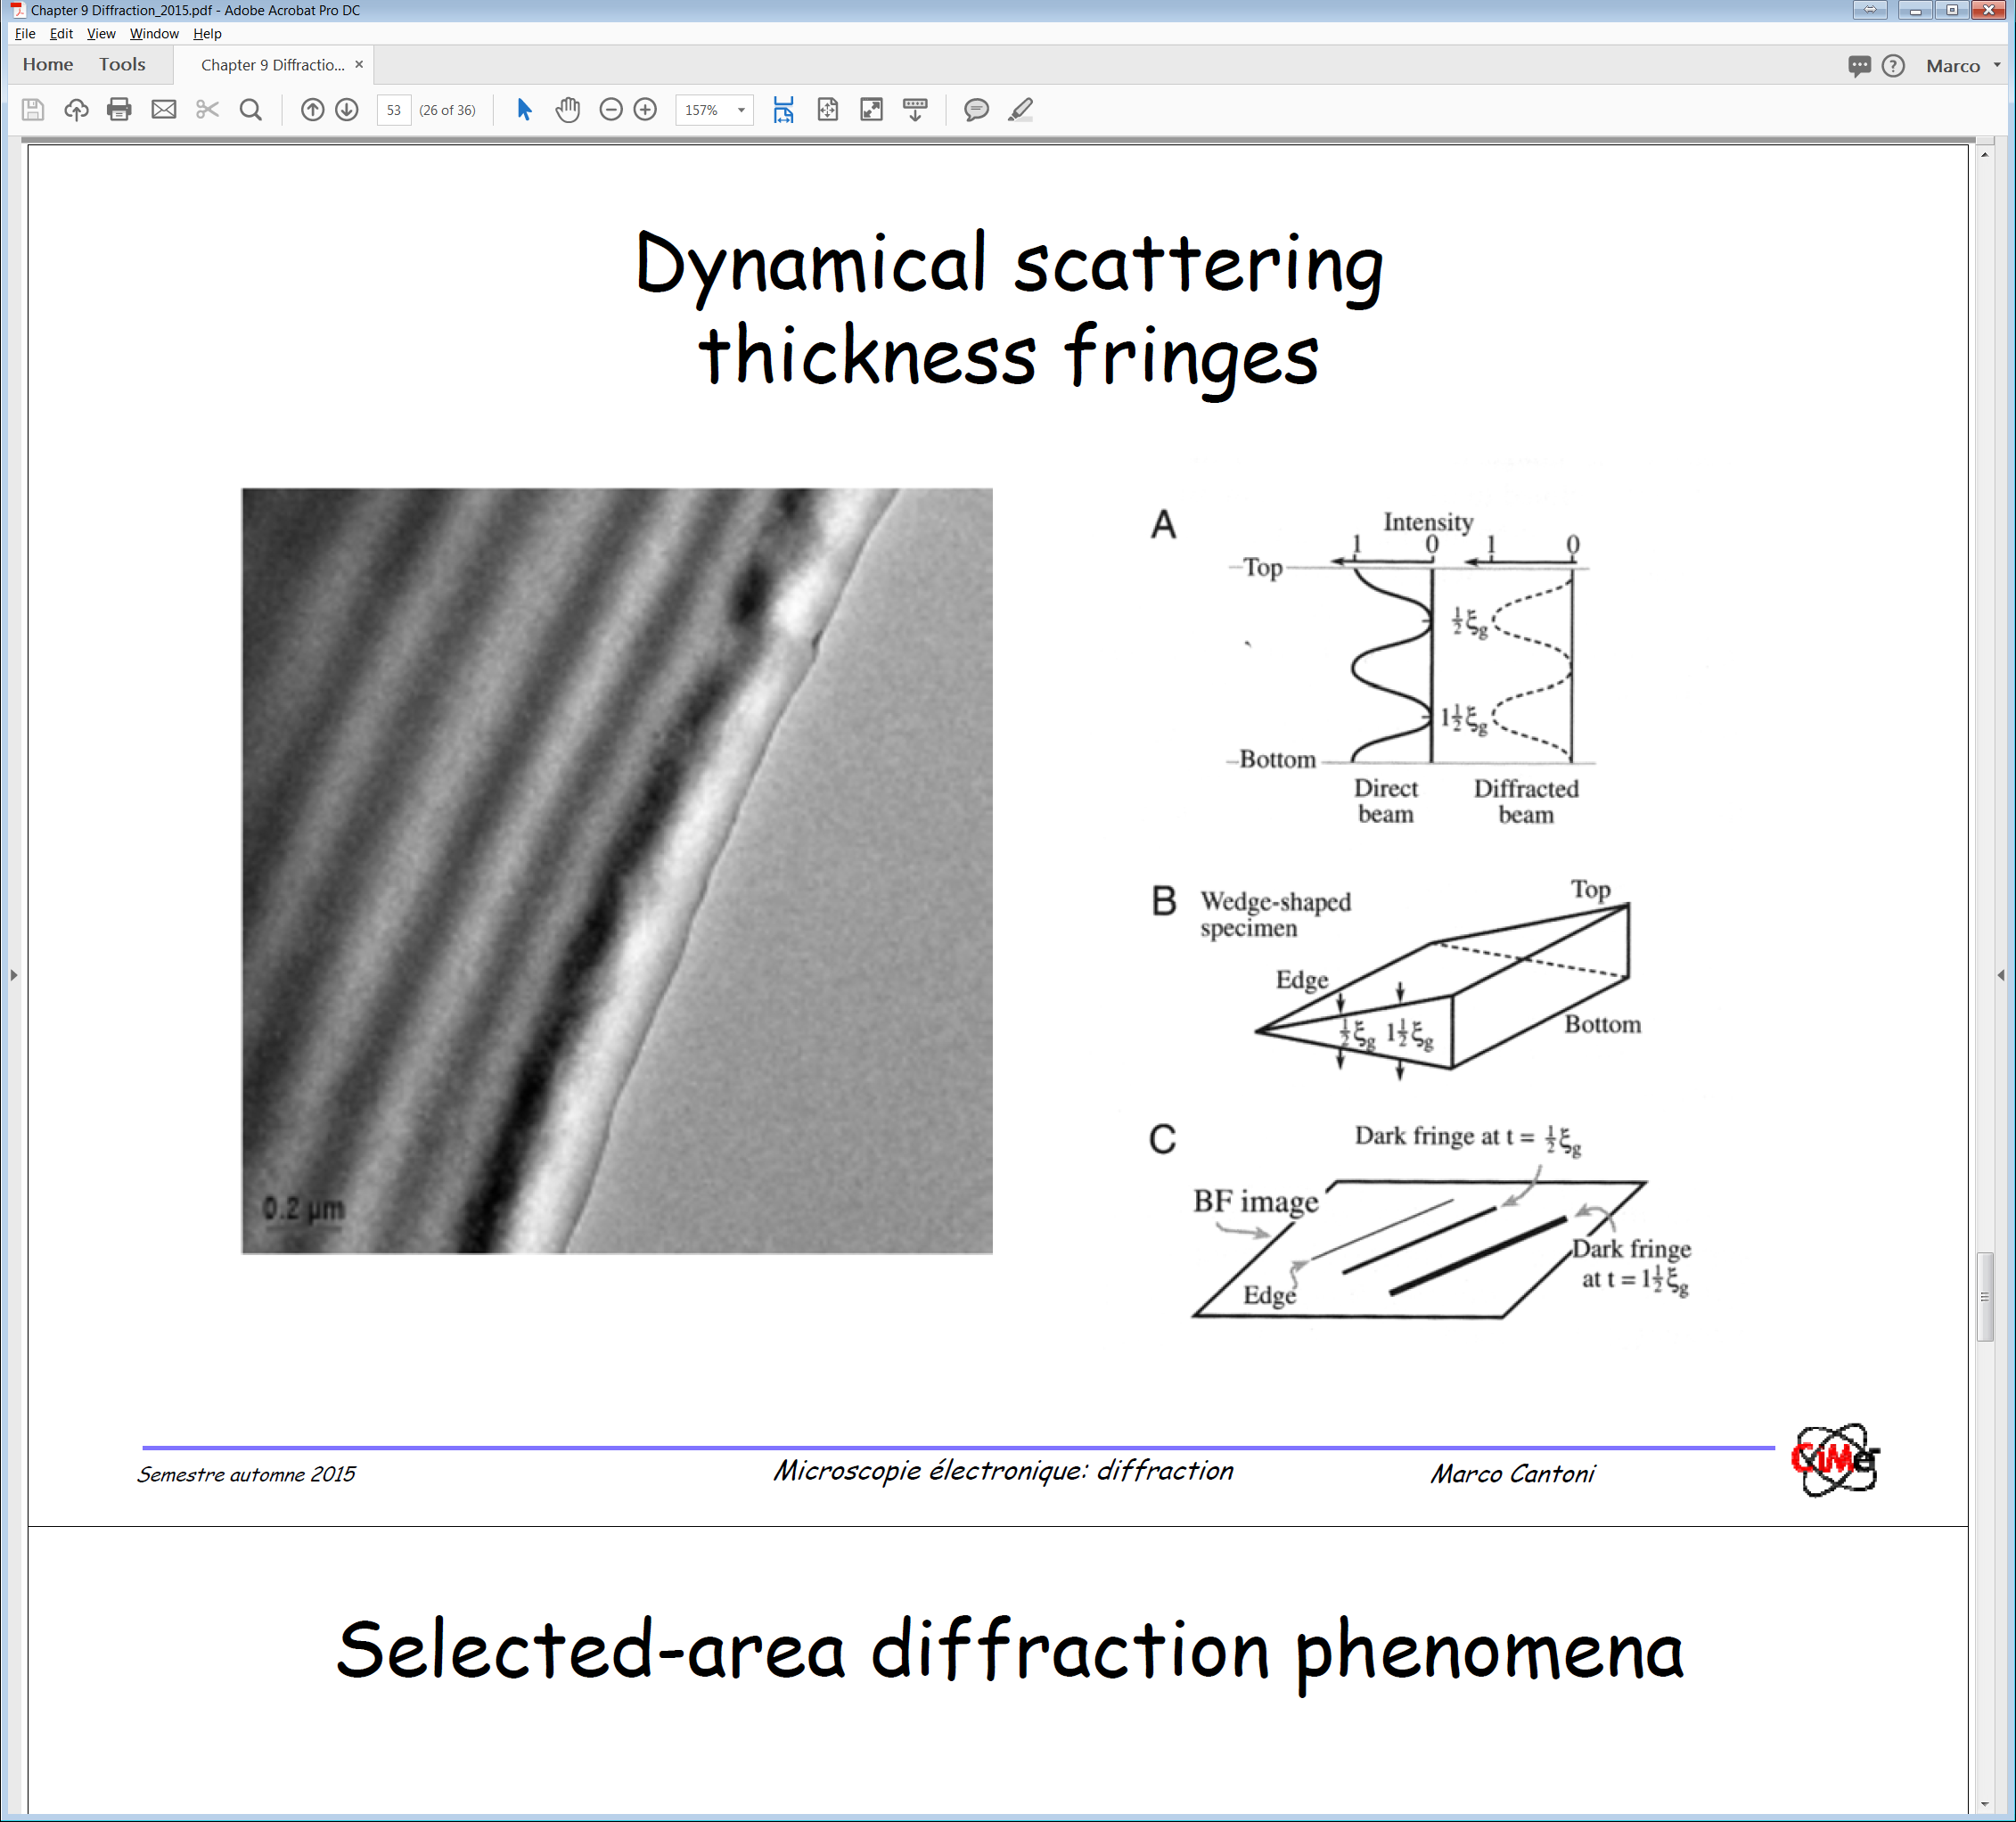 Chapter 9 Diffraction_2015.pdf - Adobe Acrobat Pro DC
File Edit View Window Help
Home Tools Chapter 9 Diffractio... × Marco
53 (26 of 36) 157%
Dynamical scattering
thickness fringes
0.2 µm
A
Intensity
1 0 1 0
Top
½ξg
1½ξg
Bottom
Direct
beam
Diffracted
beam
B
Wedge-shaped
specimen
Top
Edge
½ξg 1½ξg
Bottom
C
Dark fringe at t = ½ξg
BF image
Edge
Dark fringe
at t = 1½ξg
Semestre automne 2015 Microscopie électronique: diffraction Marco Cantoni
CiMe
Selected-area diffraction phenomena